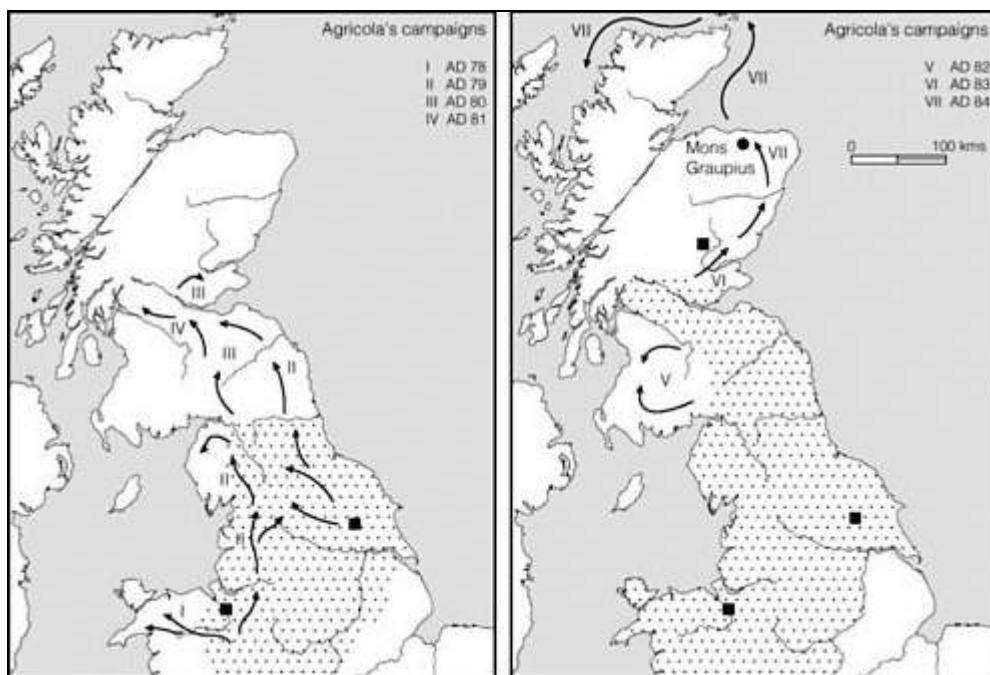 Agricola's campaigns
I AD 78
II AD 79
III AD 80
IV AD 81
III
IV
III
II
II
II
I
Agricola's campaigns
V AD 82
VI AD 83
VII AD 84
0 100 kms
VII
VII
Mons
Graupius
VII
VI
V